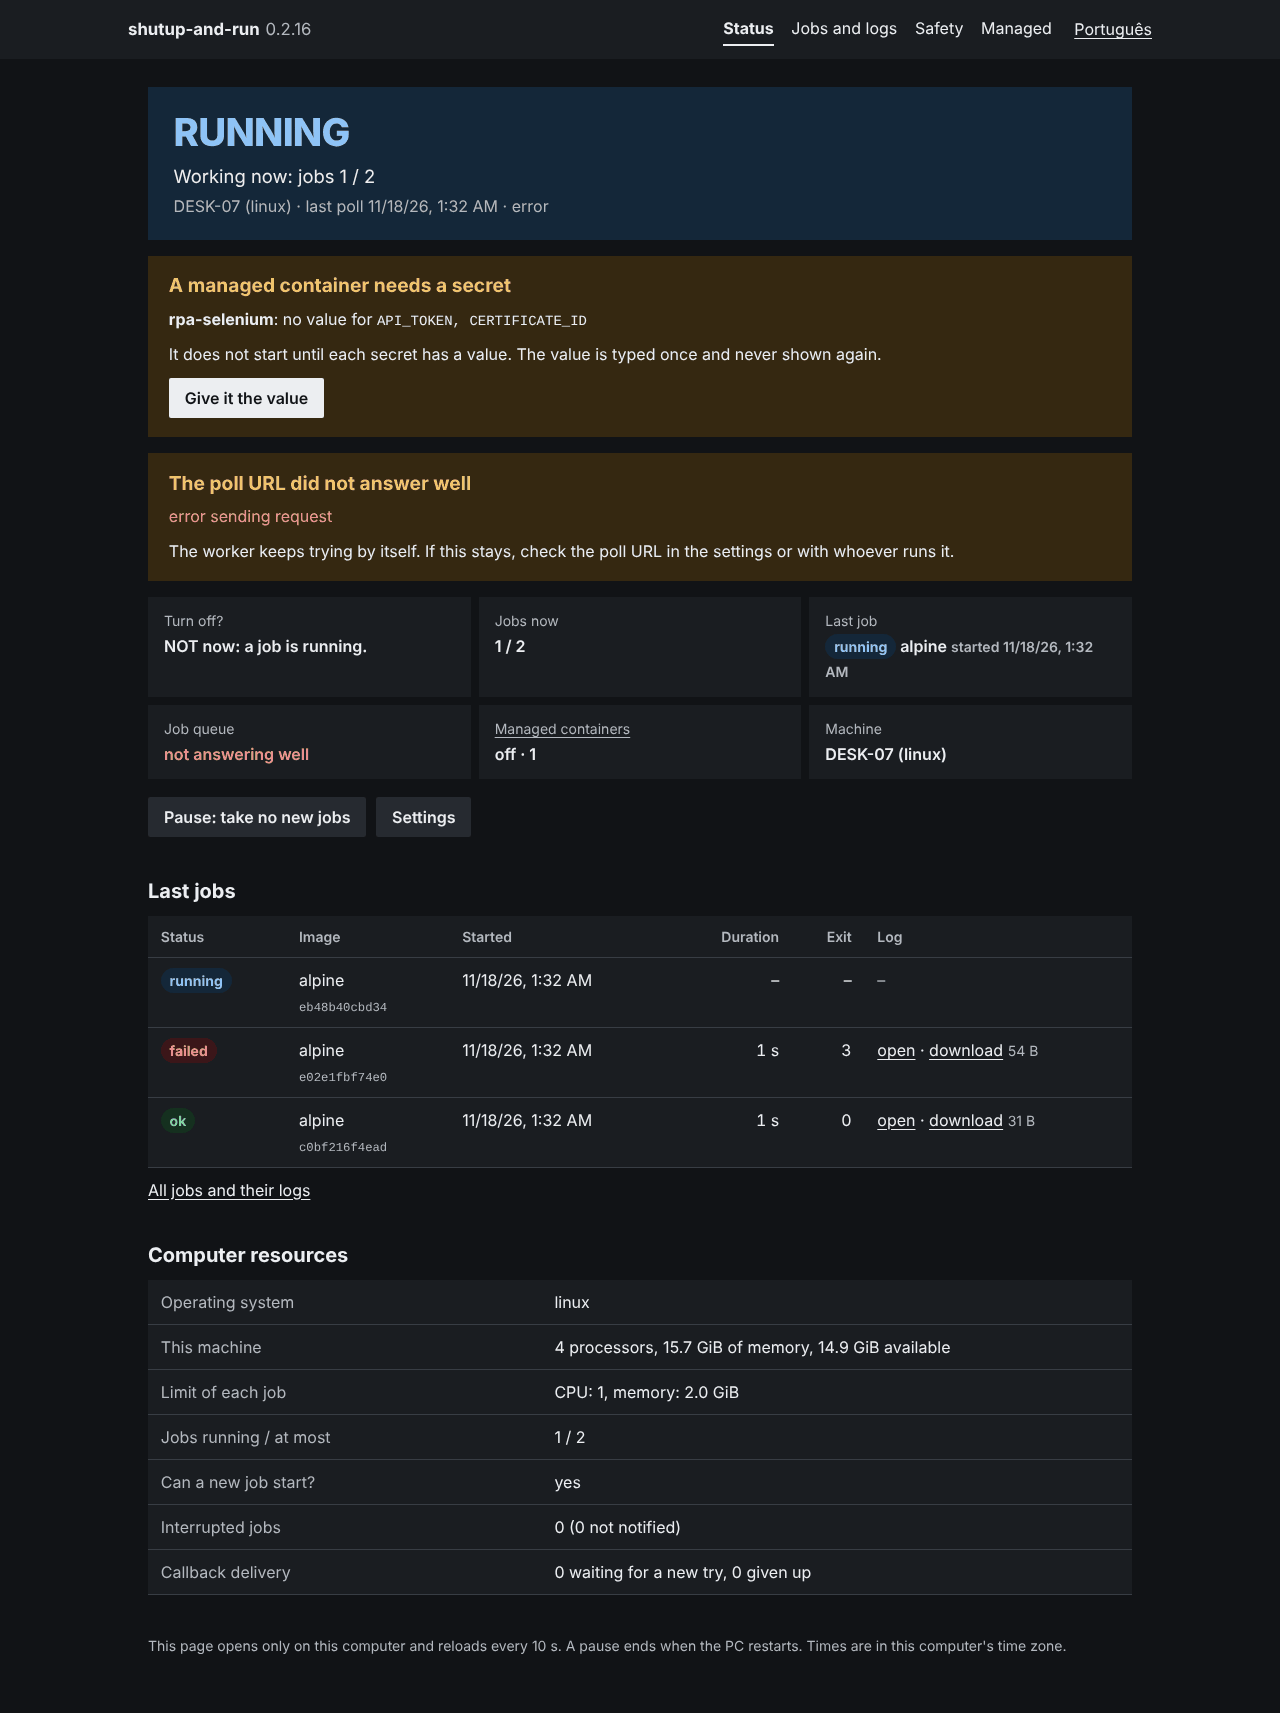 shutup-and-run 0.2.16
Status Jobs and logs Safety Managed Português
RUNNING
Working now: jobs 1 / 2
DESK-07 (linux) · last poll 11/18/26, 1:32 AM · error
A managed container needs a secret
rpa-selenium: no value for API_TOKEN, CERTIFICATE_ID
It does not start until each secret has a value. The value is typed once and never shown again.
Give it the value
The poll URL did not answer well
error sending request
The worker keeps trying by itself. If this stays, check the poll URL in the settings or with whoever runs it.
Turn off?
NOT now: a job is running.
Jobs now
1 / 2
Last job
running alpine started 11/18/26, 1:32
AM
Job queue
not answering well
Managed containers
off · 1
Machine
DESK-07 (linux)
Pause: take no new jobs Settings
Last jobs
Status Image Started Duration Exit Log
running alpine 11/18/26, 1:32 AM – – –
eb48b40cbd34
failed alpine 11/18/26, 1:32 AM 1 s 3 open · download 54 B
e02e1fbf74e0
ok alpine 11/18/26, 1:32 AM 1 s 0 open · download 31 B
c0bf216f4ead
All jobs and their logs
Computer resources
Operating system linux
This machine 4 processors, 15.7 GiB of memory, 14.9 GiB available
Limit of each job CPU: 1, memory: 2.0 GiB
Jobs running / at most 1 / 2
Can a new job start? yes
Interrupted jobs 0 (0 not notified)
Callback delivery 0 waiting for a new try, 0 given up
This page opens only on this computer and reloads every 10 s. A pause ends when the PC restarts. Times are in this computer's time zone.